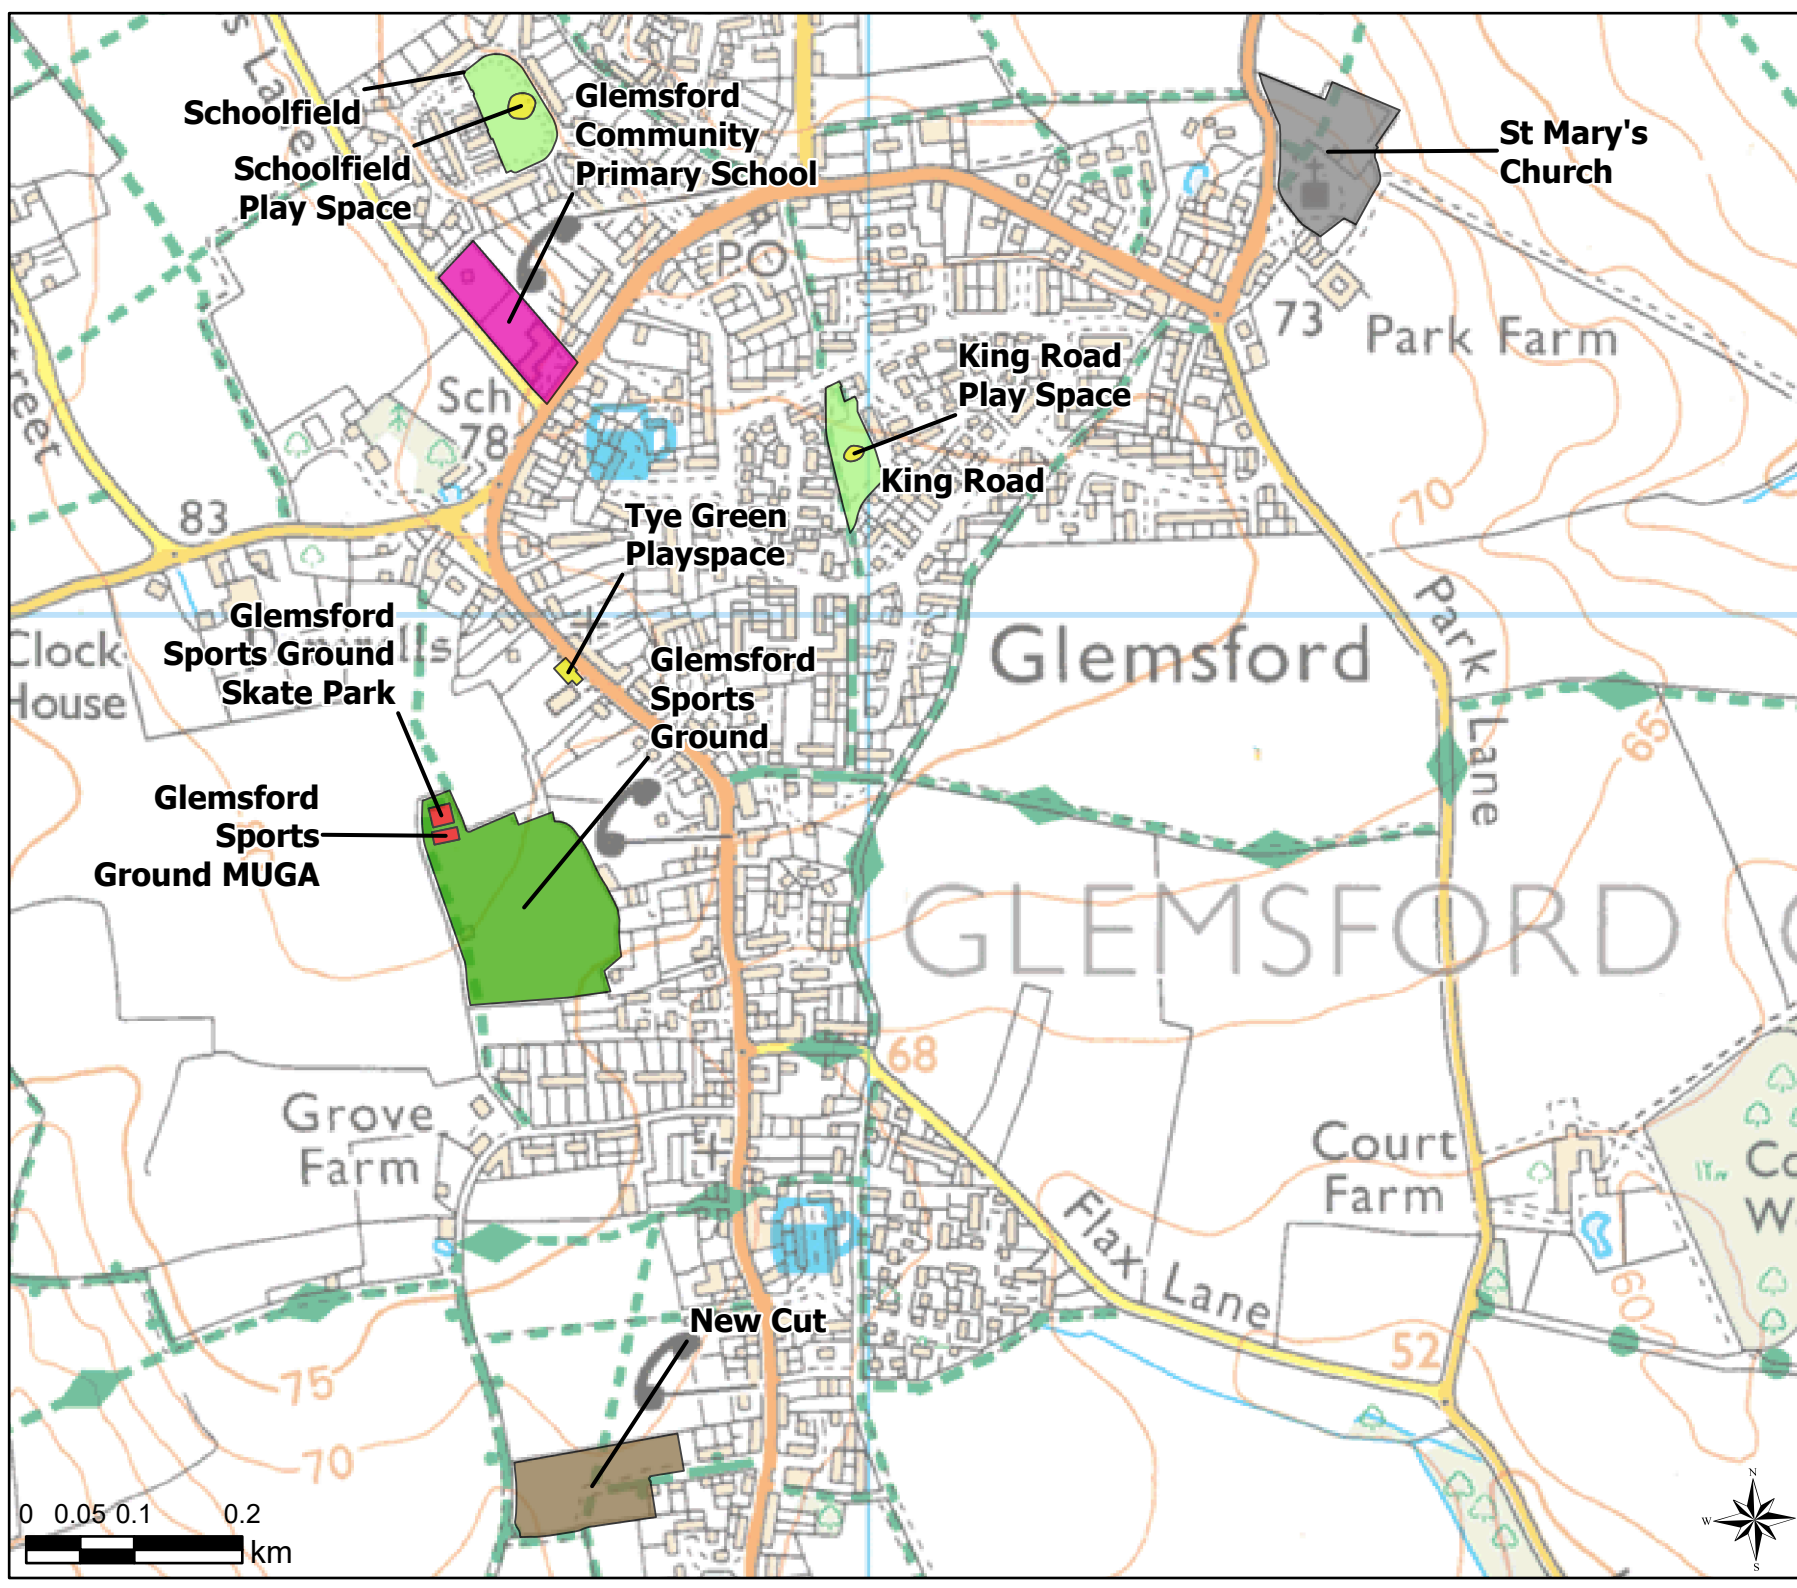 s Lane
Schoolfield
Schoolfield
Play Space
Glemsford
Community
Primary School
St Mary's
Church
PO
73
Park Farm
Sch
78
King Road
Play Space
King Road
70
83
Tye Green
Playspace
Park Lane
Clock
House
Glemsford
Sports Ground
Skate Park
Glemsford
Sports
Ground
Glemsford
65
Lane
Glemsford
Sports
Ground MUGA
GLEMSFORD
68
Grove
Farm
Court
Farm
Flax Lane
60
New Cut
52
75
70
0 0.05 0.1 0.2
km
N
W
S